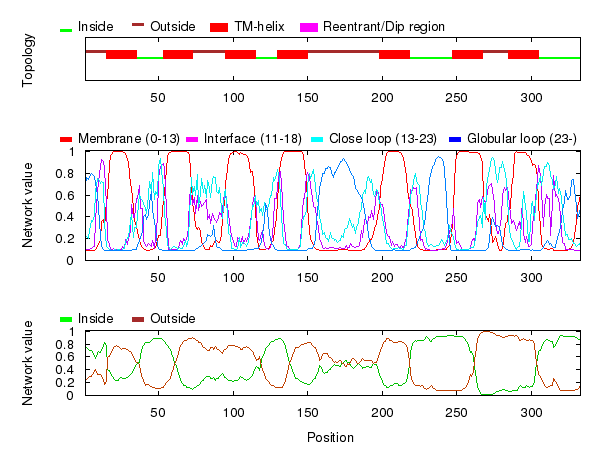 Inside Outside TM-helix Reentrant/Dip region
Topology
50 100 150 200 250 300
Membrane (0-13) Interface (11-18) Close loop (13-23) Globular loop (23-)
Network value
1
0.8
0.6
0.4
0.2
0
50 100 150 200 250 300
Inside Outside
Network value
1
0.8
0.6
0.4
0.2
0
50 100 150 200 250 300
Position